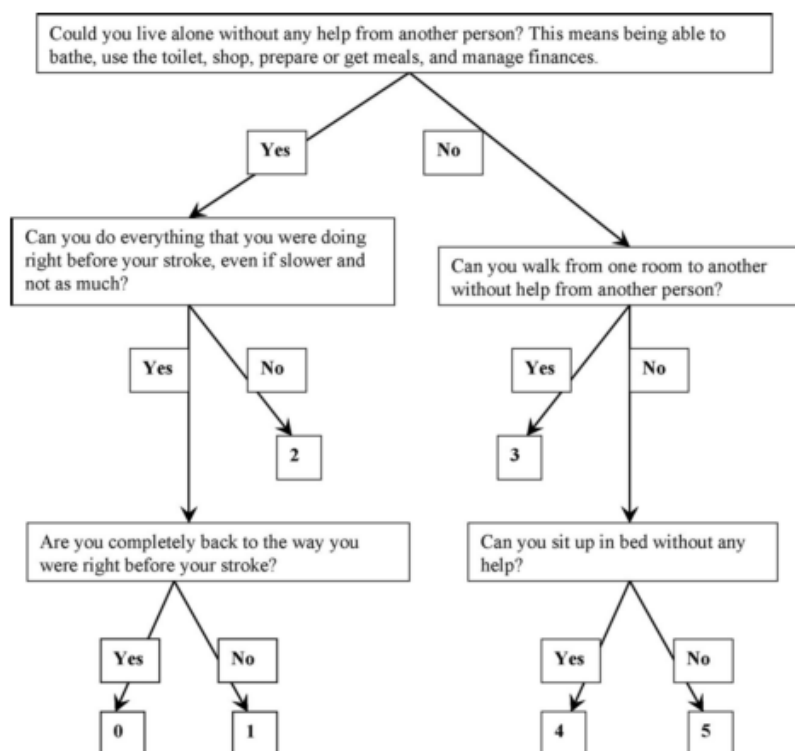 Could you live alone without any help from another person? This means being able to
bathe, use the toilet, shop, prepare or get meals, and manage finances.
Yes
No
Can you do everything that you were doing
right before your stroke, even if slower and
not as much?
Can you walk from one room to another
without help from another person?
Yes
No
Yes
No
2
3
Are you completely back to the way you
were right before your stroke?
Can you sit up in bed without any
help?
Yes
No
Yes
No
0
1
4
5